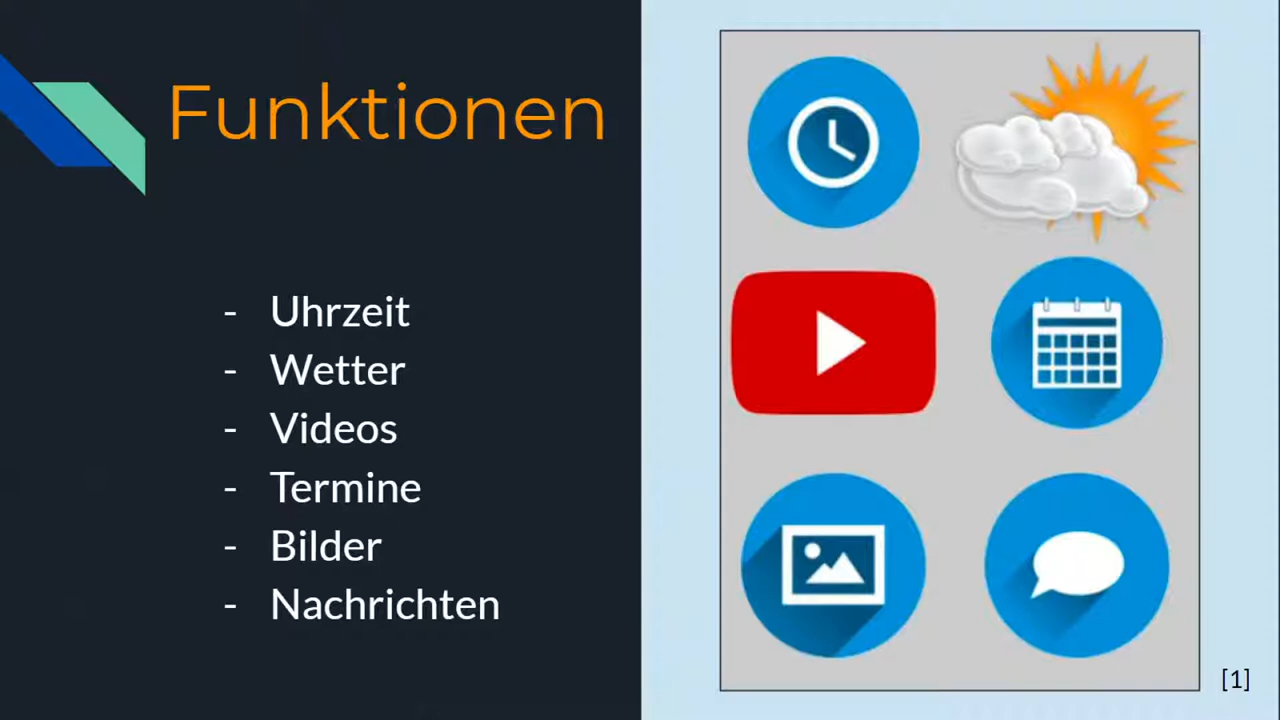 Funktionen
- Uhrzeit
- Wetter
- Videos
- Termine
- Bilder
- Nachrichten
[1]